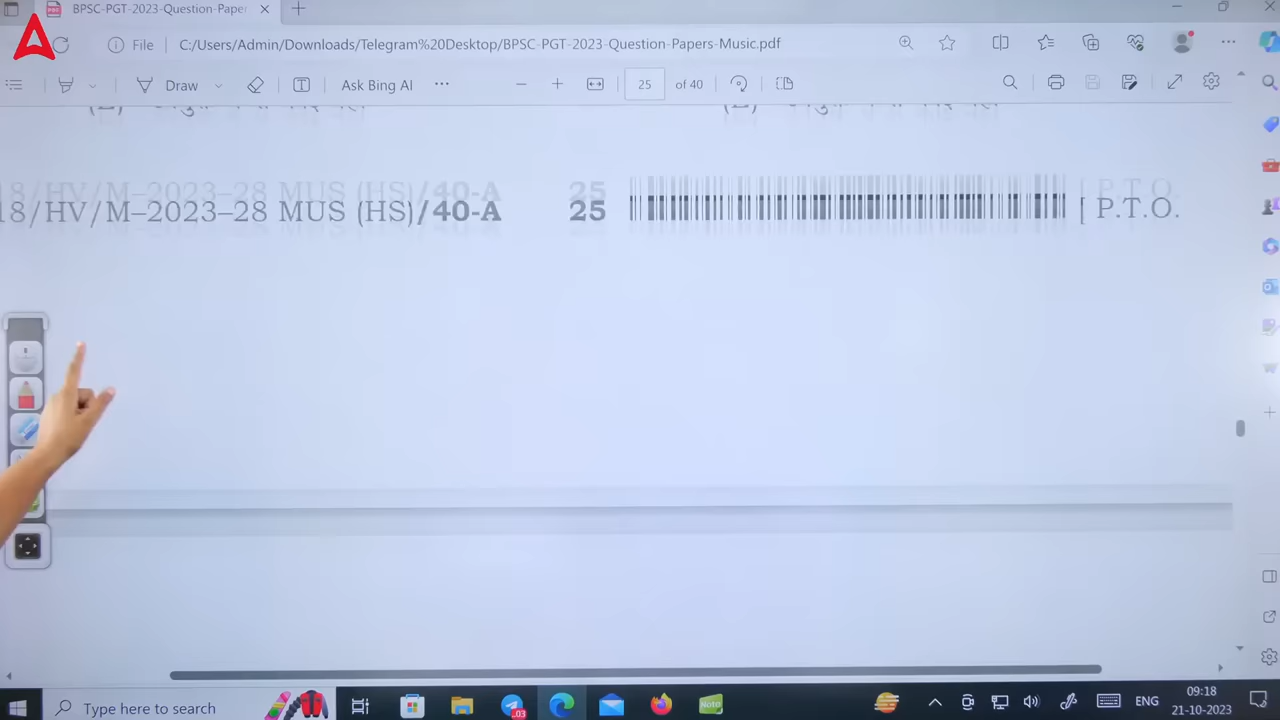 BPSC-PGT-2023-Question-Paper
File
C:/Users/Admin/Downloads/Telegram%20Desktop/BPSC-PGT-2023-Question-Papers-Music.pdf
Draw
Ask Bing AI
25 of 40
18/HV/M–2023–28 MUS (HS)/40-A 25 [ P.T.O.
Type here to search
.03
Noto
ENG
09:18
21-10-2023